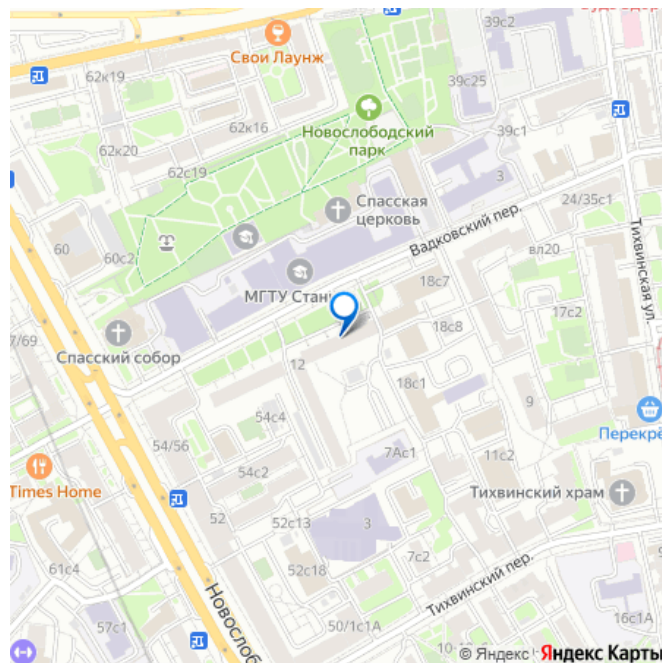 39с2
Свои Лаунж
62к19
39с25
62к16
Новослободский
парк
62к20
39с1
62с19
3
Спасская
церковь
24/35с1
60
Вадковский пер.
60с2
вл20
Тихвинская ул.
18с7
МГТУ Стан
17с2
7/69
Спасский собор
18с8
12
18с1
9
54с4
Перекрё
54/56
7Ас1
11с2
Times Home
54с2
Тихвинский храм
52
52с13
3
7с2
61с4
52с18
Тихвинский пер.
Новослоб
57с1
50/1с1А
16с1А
© Яндекс
Яндекс Карты